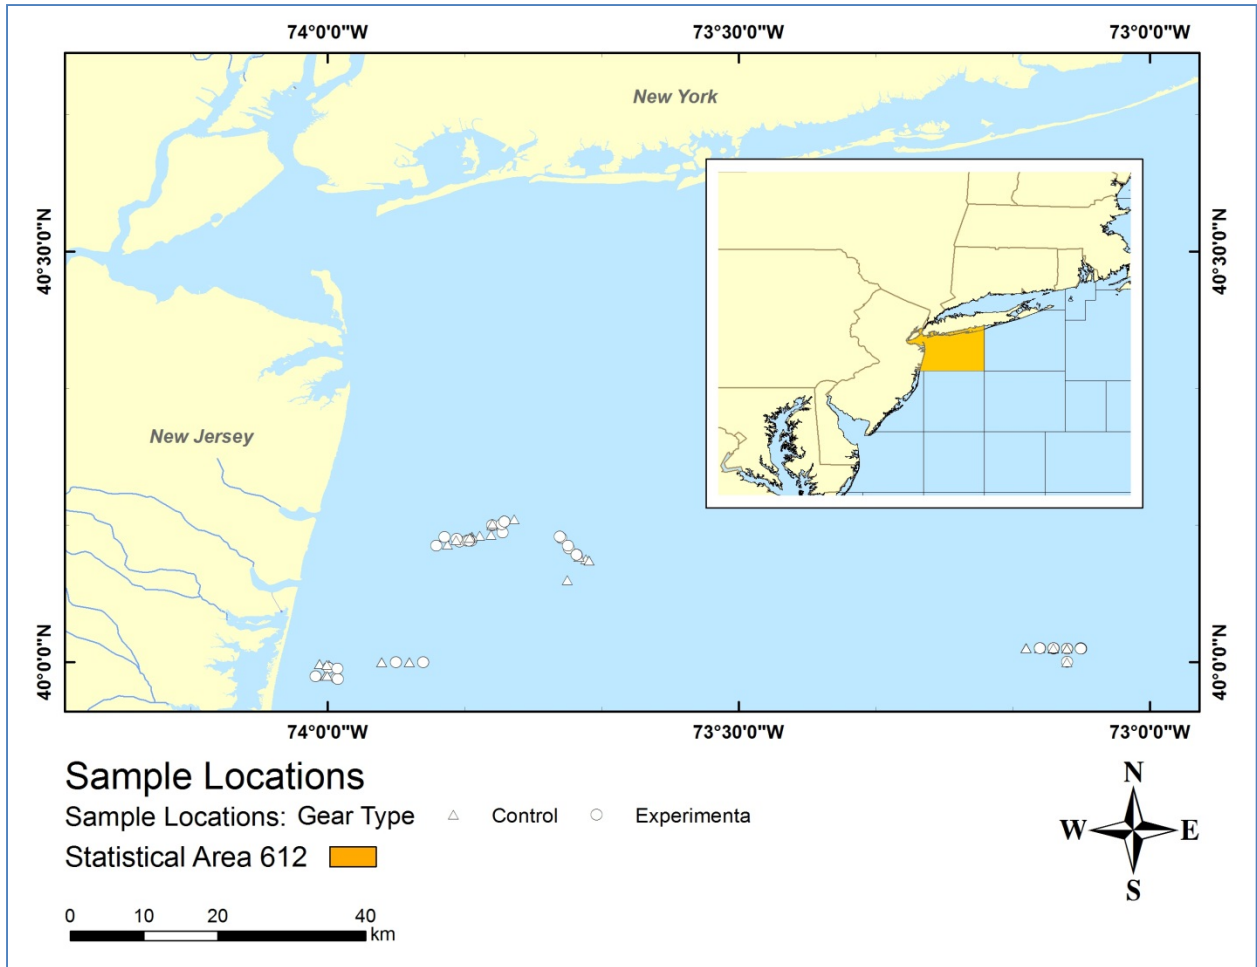 74°0'0"W 73°30'0"W 73°0'0"W
New York
40°30'0"N 40°30'0"N
New Jersey
40°0'0"N 40°0'0"N
74°0'0"W 73°30'0"W 73°0'0"W
Sample Locations
Sample Locations: Gear Type Control Experimenta
Statistical Area 612
N
W E
S
0 10 20 40
km